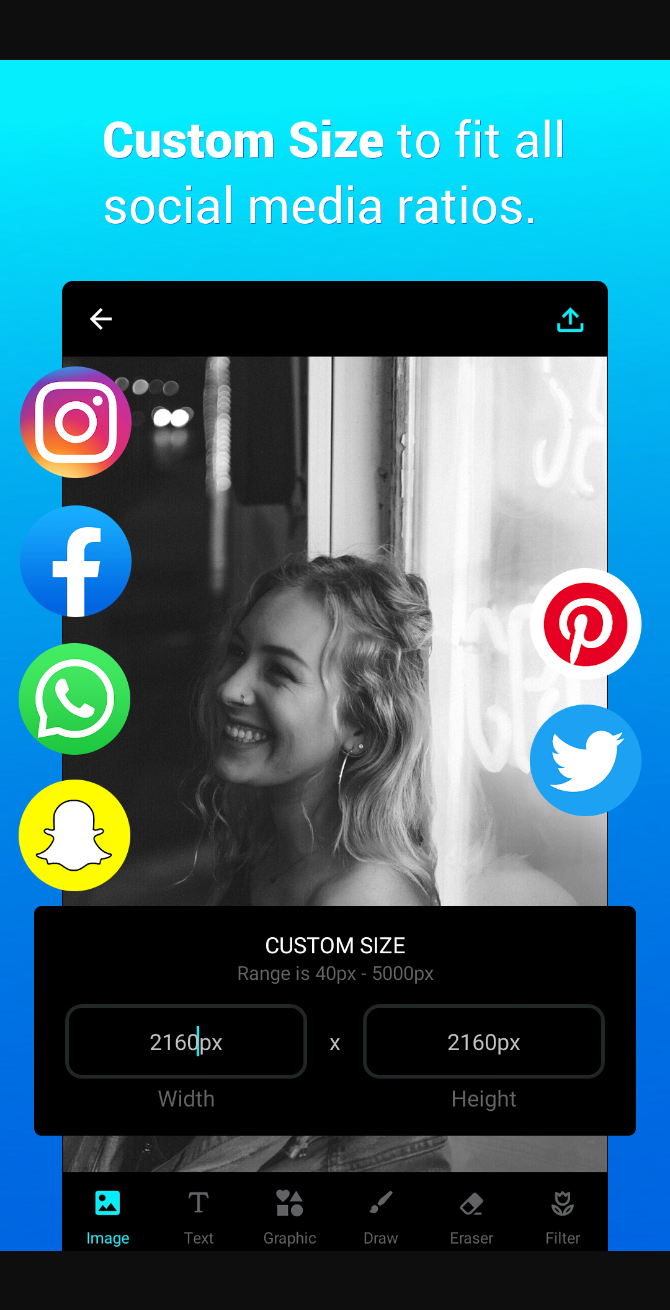 Custom Size to fit all
social media ratios.
CUSTOM SIZE
Range is 40px - 5000px
2160px x 2160px
Width Height
Image Text Graphic Draw Eraser Filter